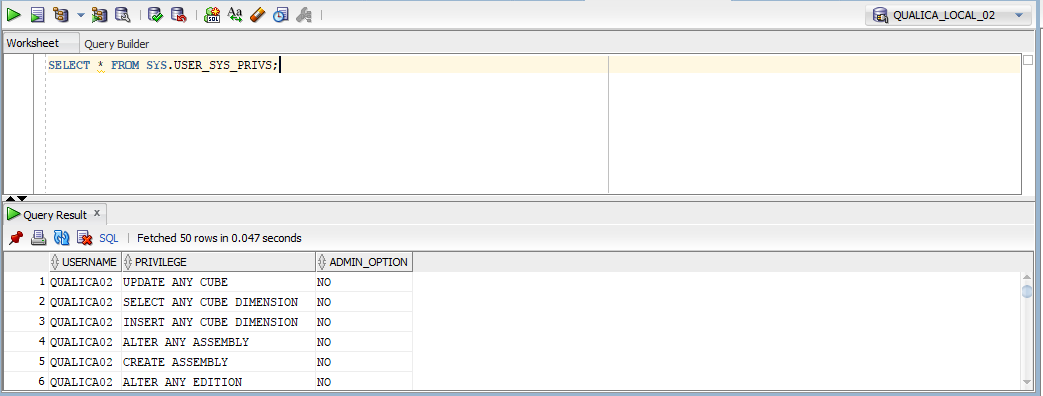 QUALICA_LOCAL_02
Worksheet Query Builder
SELECT * FROM SYS.USER_SYS_PRIVS;
Query Result x
SQL | Fetched 50 rows in 0.047 seconds
USERNAME PRIVILEGE ADMIN_OPTION
1 QUALICA02 UPDATE ANY CUBE NO
2 QUALICA02 SELECT ANY CUBE DIMENSION NO
3 QUALICA02 INSERT ANY CUBE DIMENSION NO
4 QUALICA02 ALTER ANY ASSEMBLY NO
5 QUALICA02 CREATE ASSEMBLY NO
6 QUALICA02 ALTER ANY EDITION NO